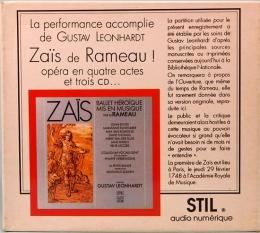 La performance accomplie
de GUSTAV LEONHARDT
Zaïs de Rameau !
opéra en quatre actes
et trois CD...
ZAÏS
BALLET HÉROÏQUE
MIS EN MUSIQUE
PAR RAMEAU
GUSTAV LEONHARDT
La partition utilisée pour
le présent enregistrement
a été établie par les soins de
Gustav Leonhardt d'après
les principales sources
manuscrites ou imprimées
conservées aujourd'hui à la
Bibliothèque Nationale.
On remarquera à propos
de l'Ouverture, que même
du temps de Rameau, elle
fut rarement donnée dans
sa version originale, repro-
duite ici.
Le public et la critique
demeuraient alors hostiles à
cette musique au pouvoir
évocateur si grand qu'elle
n'avait besoin ni de mots ni
de gestes pour se faire
« entendre ».
La première de Zaïs eut lieu
à Paris, le jeudi 29 février
1748 à l'Académie Royale
de Musique.
STIL ®
audio numérique